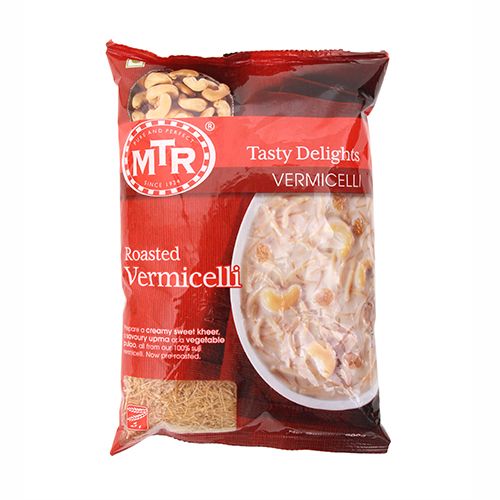 PURE AND PERFECT
MTR®
SINCE 1924
Tasty Delights
VERMICELLI
Roasted
Vermicelli
Prepare a creamy sweet kheer,
a savoury upma or a vegetable
pulao, all from our 100% suji
vermicelli. Now pre-roasted.